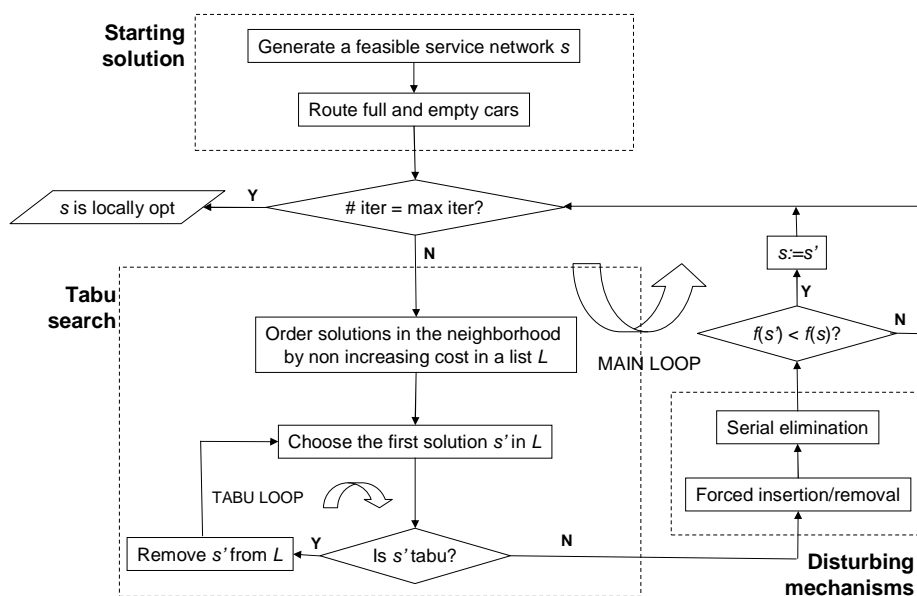 Starting
solution
Generate a feasible service network s
Route full and empty cars
s is locally opt
Y
# iter = max iter?
N
s:=s'
Y
Tabu
search
Order solutions in the neighborhood
by non increasing cost in a list L
MAIN LOOP
f(s') < f(s)?
N
Choose the first solution s' in L
Serial elimination
TABU LOOP
Forced insertion/removal
Remove s' from L
Y
Is s' tabu?
N
Disturbing
mechanisms